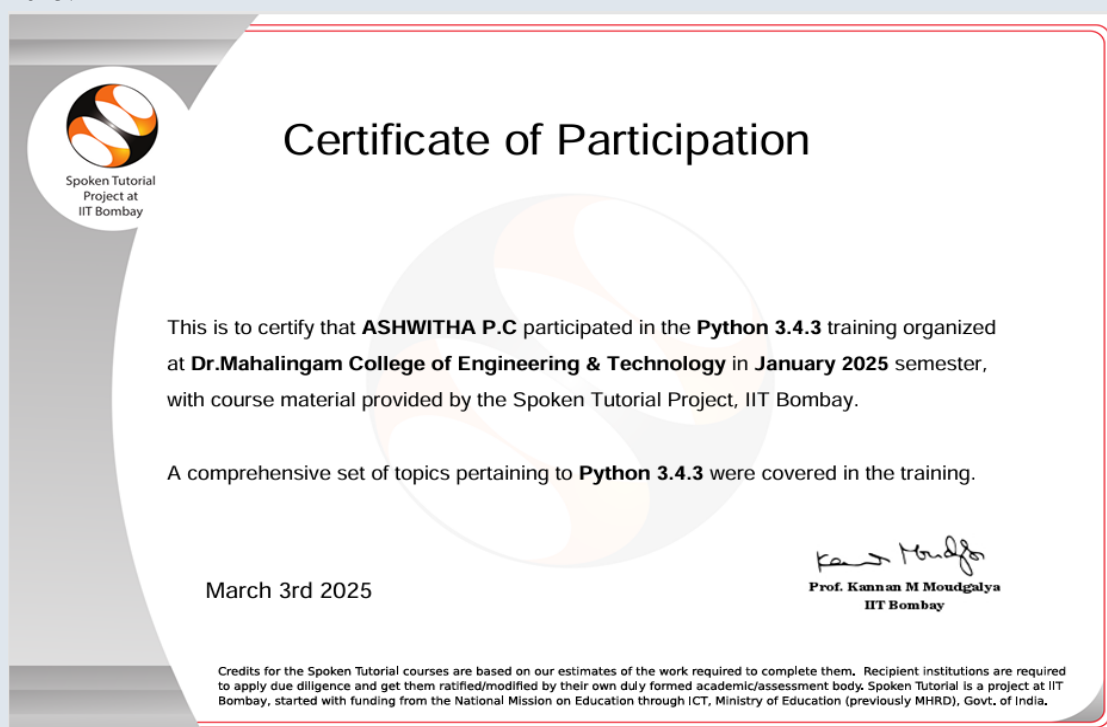 Spoken Tutorial
Project at
IIT Bombay
Certificate of Participation
This is to certify that ASHWITHA P.C participated in the Python 3.4.3 training organized
at Dr.Mahalingam College of Engineering & Technology in January 2025 semester,
with course material provided by the Spoken Tutorial Project, IIT Bombay.
A comprehensive set of topics pertaining to Python 3.4.3 were covered in the training.
March 3rd 2025
Prof. Kannan M Moudgalya
IIT Bombay
Credits for the Spoken Tutorial courses are based on our estimates of the work required to complete them. Recipient institutions are required
to apply due diligence and get them ratified/modified by their own duly formed academic/assessment body. Spoken Tutorial is a project at IIT
Bombay, started with funding from the National Mission on Education through ICT, Ministry of Education (previously MHRD), Govt. of India.